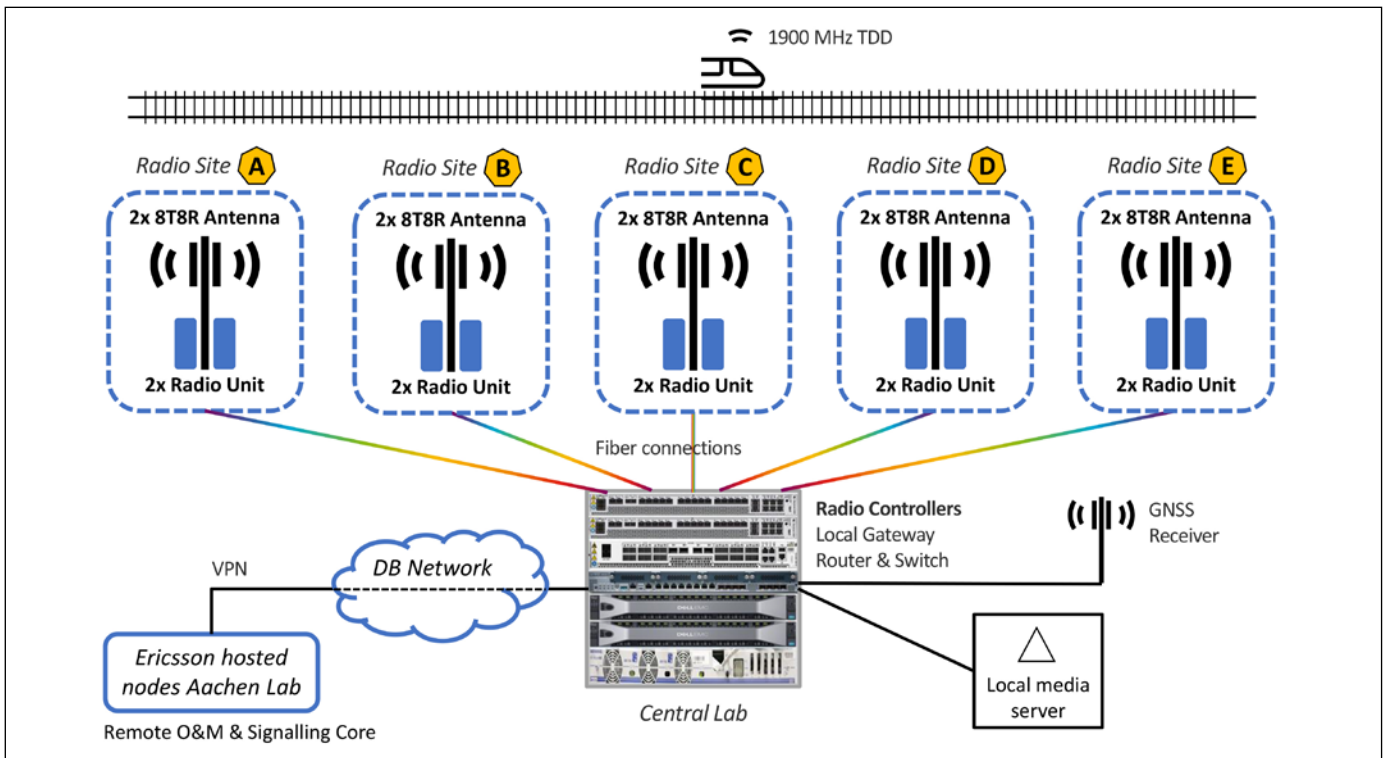 1900 MHz TDD
Radio Site A
Radio Site B
Radio Site C
Radio Site D
Radio Site E
2x 8T8R Antenna
2x 8T8R Antenna
2x 8T8R Antenna
2x 8T8R Antenna
2x 8T8R Antenna
2x Radio Unit
2x Radio Unit
2x Radio Unit
2x Radio Unit
2x Radio Unit
Fiber connections
Radio Controllers
Local Gateway
Router & Switch
GNSS
Receiver
VPN
DB Network
Ericsson hosted
nodes Aachen Lab
Remote O&M & Signalling Core
Central Lab
Local media
server